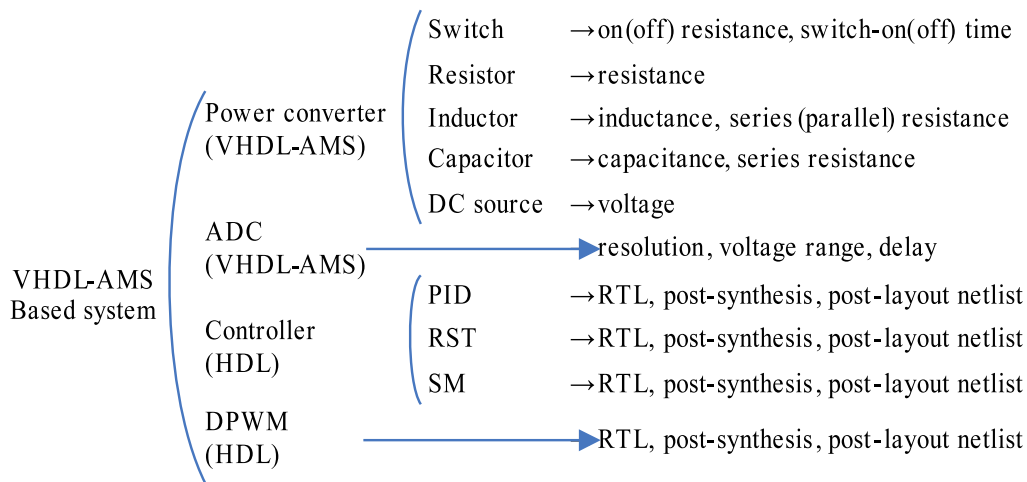 Switch →on(off) resistance, switch-on(off) time
Resistor →resistance
Power converter
(VHDL-AMS)
Inductor →inductance, series (parallel) resistance
Capacitor →capacitance, series resistance
DC source →voltage
ADC
(VHDL-AMS)
resolution, voltage range, delay
VHDL-AMS
Based system
PID →RTL, post-synthesis, post-layout netlist
Controller
(HDL)
RST →RTL, post-synthesis, post-layout netlist
SM →RTL, post-synthesis, post-layout netlist
DPWM
(HDL)
RTL, post-synthesis, post-layout netlist